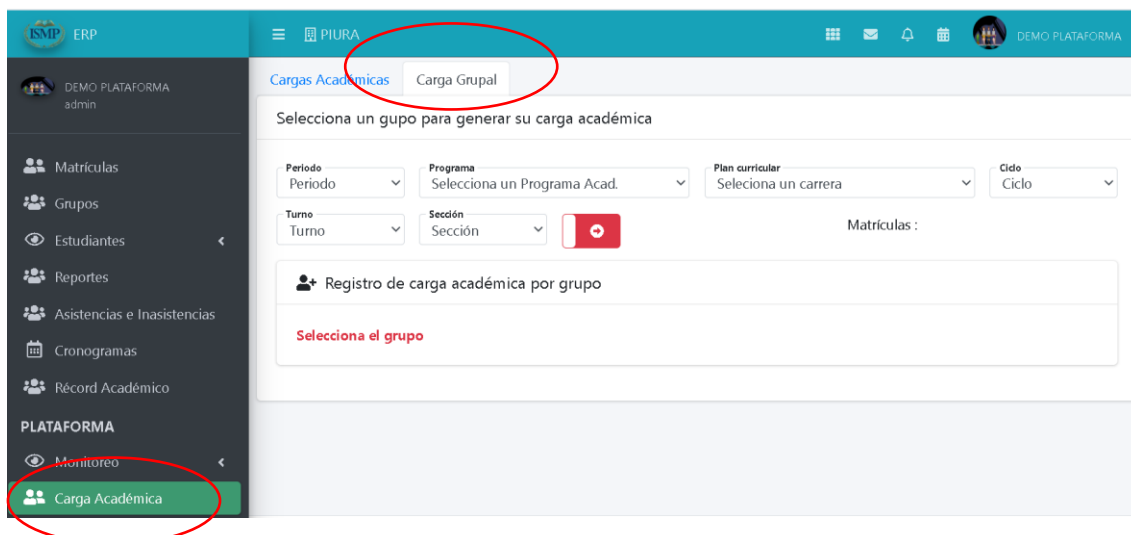 ISMP ERP
PIURA
DEMO PLATAFORMA
DEMO PLATAFORMA
admin
Matrículas
Grupos
Estudiantes
Reportes
Asistencias e Inasistencias
Cronogramas
Récord Académico
PLATAFORMA
Monitoreo
Carga Académica
Cargas Académicas Carga Grupal
Selecciona un gupo para generar su carga académica
Periodo Programa Plan curricular Ciclo
Periodo Selecciona un Programa Acad. Seleciona un carrera Ciclo
Turno Sección
Turno Sección Matrículas :
Registro de carga académica por grupo
Selecciona el grupo